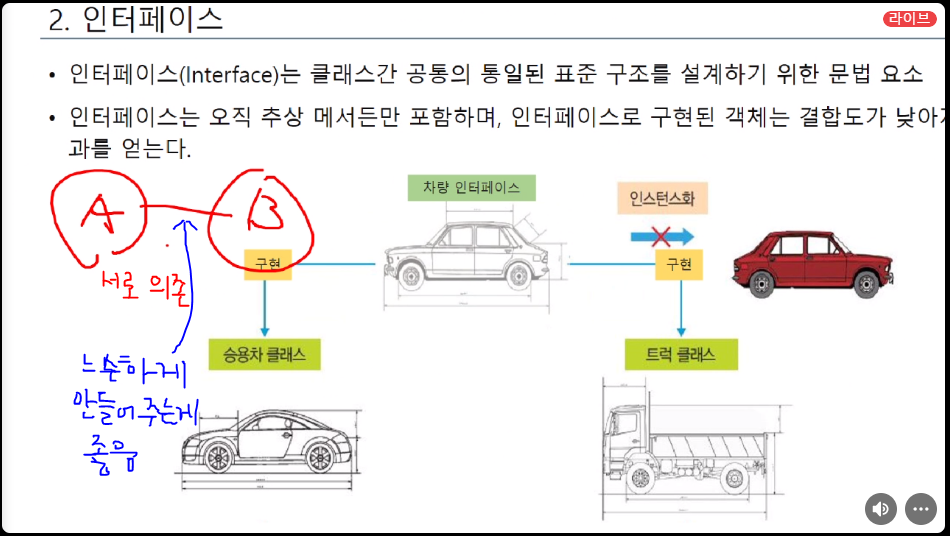 2. 인터페이스
라이브
• 인터페이스(Interface)는 클래스간 공통의 통일된 표준 구조를 설계하기 위한 문법 요소
• 인터페이스는 오직 추상 메서든만 포함하며, 인터페이스로 구현된 객체는 결합도가 낮아지
과를 얻는다.
차량 인터페이스
인스턴스화
A
B
구현
구현
서로 의존
승용차 클래스
트럭 클래스
느슨하게
만들어 주는게
좋음